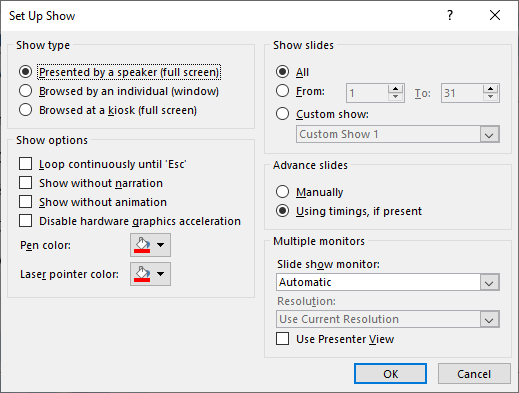 Set Up Show
Show type
Presented by a speaker (full screen)
Browsed by an individual (window)
Browsed at a kiosk (full screen)
Show options
Loop continuously until 'Esc'
Show without narration
Show without animation
Disable hardware graphics acceleration
Pen color:
Laser pointer color:
Show slides
All
From: 1 To: 31
Custom show:
Custom Show 1
Advance slides
Manually
Using timings, if present
Multiple monitors
Slide show monitor:
Automatic
Resolution:
Use Current Resolution
Use Presenter View
OK Cancel